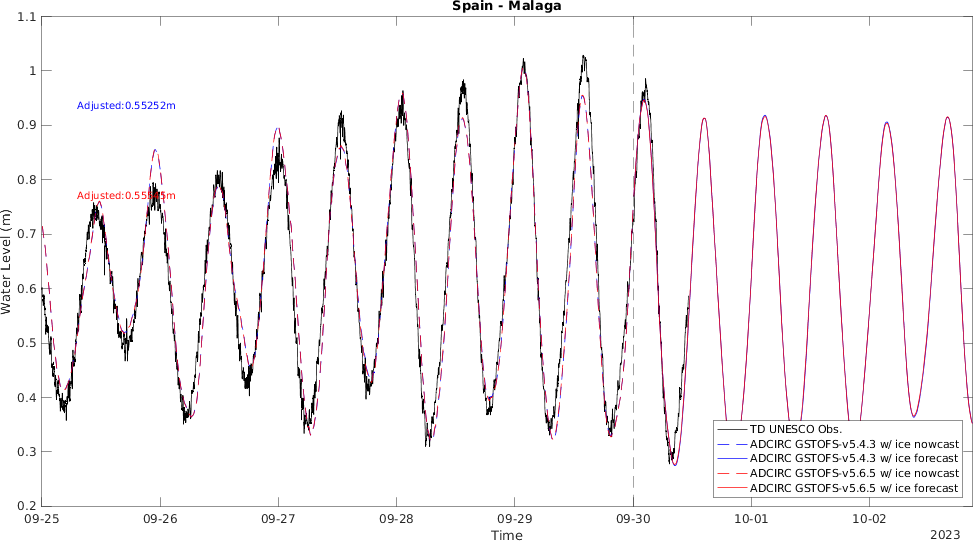 Spain - Malaga
1.1
1
0.9
0.8
0.7
0.6
0.5
0.4
0.3
0.2
Water Level (m)
Adjusted:0.55252m
TD UNESCO Obs.
ADCIRC GSTOFS-v5.4.3 w/ ice nowcast
ADCIRC GSTOFS-v5.4.3 w/ ice forecast
ADCIRC GSTOFS-v5.6.5 w/ ice nowcast
ADCIRC GSTOFS-v5.6.5 w/ ice forecast
09-25
09-26
09-27
09-28
09-29
09-30
10-01
10-02
Time
2023